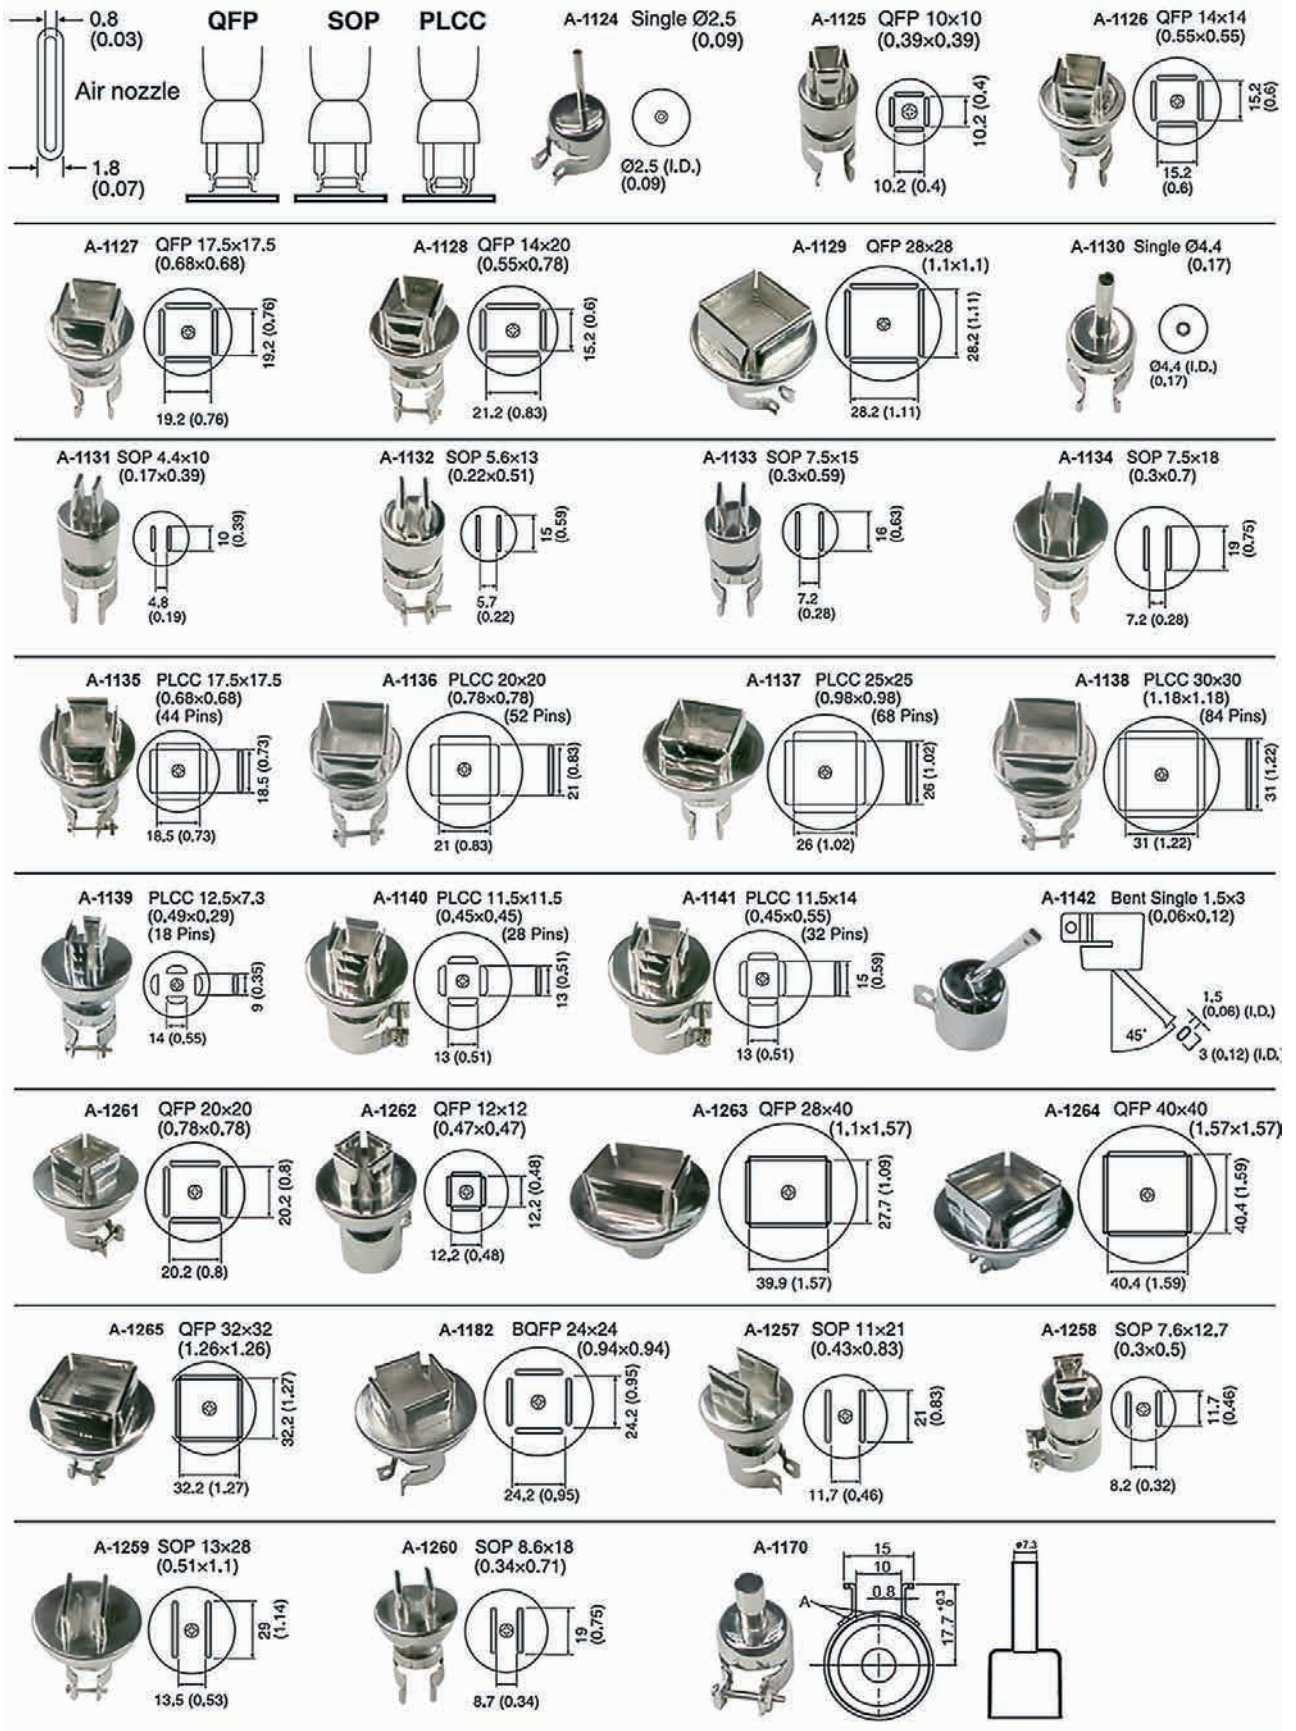 0.8
(0.03)
Air nozzle
1.8
(0.07)
QFP
SOP
PLCC
A-1124 Single Ø2.5
(0.09)
Ø2.5 (I.D.)
(0.09)
A-1125 QFP 10×10
(0.39×0.39)
10.2 (0.4)
10.2 (0.4)
A-1126 QFP 14×14
(0.55×0.55)
15.2
(0.6)
15.2
(0.6)
A-1127 QFP 17.5×17.5
(0.68×0.68)
19.2 (0.76)
19.2 (0.76)
A-1128 QFP 14×20
(0.55×0.78)
15.2 (0.6)
21.2 (0.83)
A-1129 QFP 28×28
(1.1×1.1)
28.2 (1.11)
28.2 (1.11)
A-1130 Single Ø4.4
(0.17)
Ø4.4 (I.D.)
(0.17)
A-1131 SOP 4.4×10
(0.17×0.39)
10
(0.39)
4.8
(0.19)
A-1132 SOP 5.6×13
(0.22×0.51)
15
(0.59)
5.7
(0.22)
A-1133 SOP 7.5×15
(0.3×0.59)
16
(0.63)
7.2
(0.28)
A-1134 SOP 7.5×18
(0.3×0.7)
19
(0.75)
7.2 (0.28)
A-1135 PLCC 17.5×17.5
(0.68×0.68)
(44 Pins)
18.5 (0.73)
18.5 (0.73)
A-1136 PLCC 20×20
(0.78×0.78)
(52 Pins)
21 (0.83)
21 (0.83)
A-1137 PLCC 25×25
(0.98×0.98)
(68 Pins)
26 (1.02)
26 (1.02)
A-1138 PLCC 30×30
(1.18×1.18)
(84 Pins)
31 (1.22)
31 (1.22)
A-1139 PLCC 12.5×7.3
(0.49×0.29)
(18 Pins)
9 (0.35)
14 (0.55)
A-1140 PLCC 11.5×11.5
(0.45×0.45)
(28 Pins)
13 (0.51)
13 (0.51)
A-1141 PLCC 11.5×14
(0.45×0.55)
(32 Pins)
15
(0.59)
13 (0.51)
A-1142 Bent Single 1.5×3
(0.06×0.12)
45°
1.5
(0.06) (I.D.)
3 (0.12) (I.D.)
A-1261 QFP 20×20
(0.78×0.78)
20.2 (0.8)
20.2 (0.8)
A-1262 QFP 12×12
(0.47×0.47)
12.2 (0.48)
12.2 (0.48)
A-1263 QFP 28×40
(1.1×1.57)
27.7 (1.09)
39.9 (1.57)
A-1264 QFP 40×40
(1.57×1.57)
40.4 (1.59)
40.4 (1.59)
A-1265 QFP 32×32
(1.26×1.26)
32.2 (1.27)
32.2 (1.27)
A-1182 BQFP 24×24
(0.94×0.94)
24.2 (0.95)
24.2 (0.95)
A-1257 SOP 11×21
(0.43×0.83)
21
(0.83)
11.7 (0.46)
A-1258 SOP 7.6×12.7
(0.3×0.5)
11.7
(0.46)
8.2 (0.32)
A-1259 SOP 13×28
(0.51×1.1)
29
(1.14)
13.5 (0.53)
A-1260 SOP 8.6×18
(0.34×0.71)
19
(0.75)
8.7 (0.34)
A-1170
15
10
0.8
A
17.7 +0.3 0
ø7.3